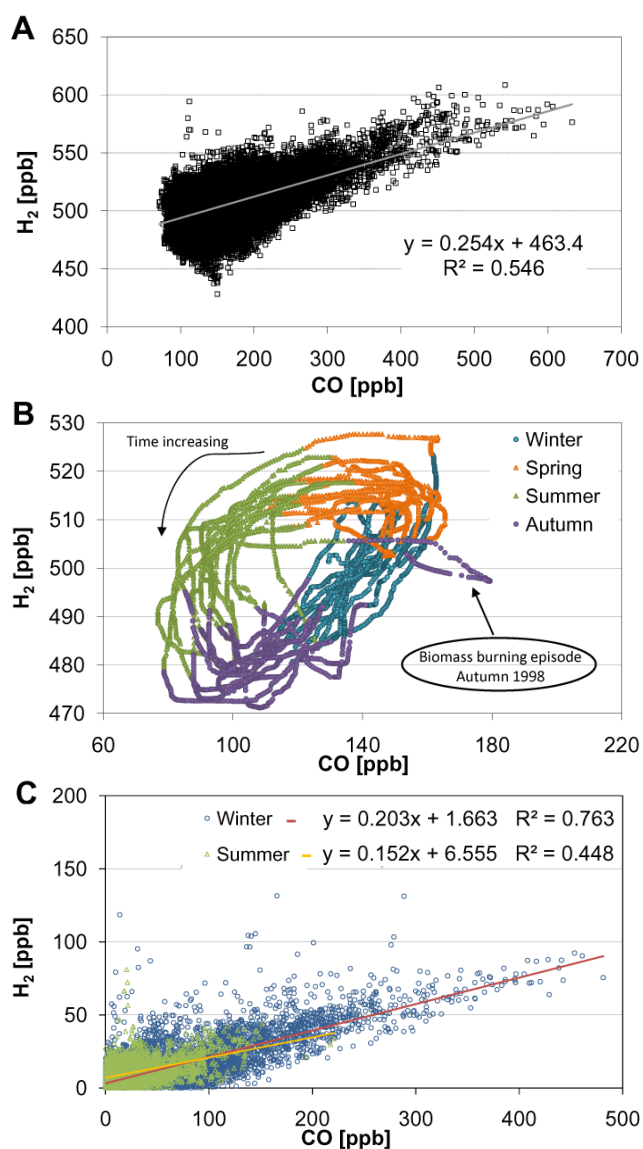 A
650
600
550
500
450
400
H₂ [ppb]
y = 0.254x + 463.4
R² = 0.546
0 100 200 300 400 500 600 700
CO [ppb]
B
530
520
510
500
490
480
470
H₂ [ppb]
Time increasing
Winter
Spring
Summer
Autumn
Biomass burning episode
Autumn 1998
60 100 140 180 220
CO [ppb]
C
200
150
100
50
0
H₂ [ppb]
Winter y = 0.203x + 1.663 R² = 0.763
Summer y = 0.152x + 6.555 R² = 0.448
0 100 200 300 400 500
CO [ppb]